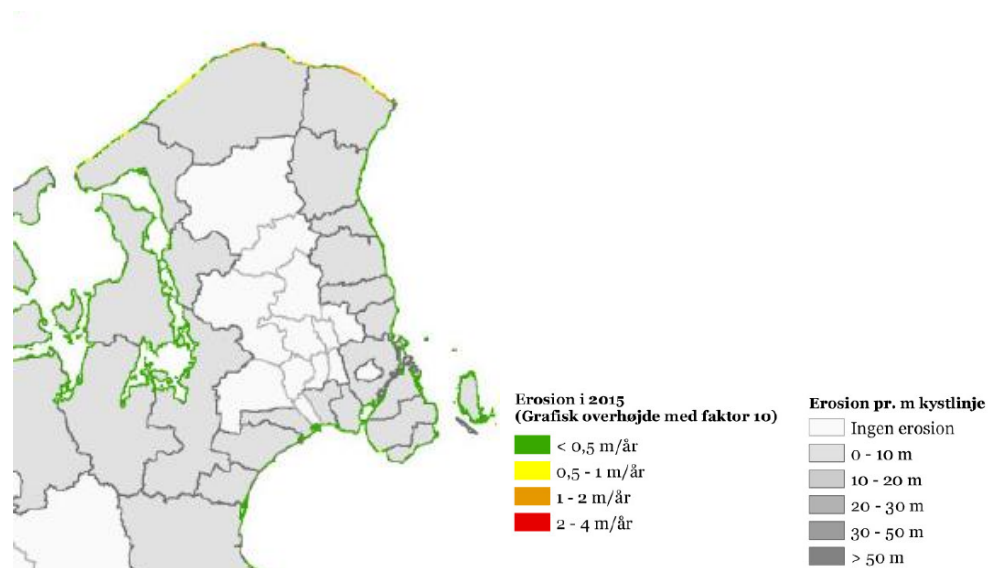 Erosion i 2015
(Grafisk overhøjde med faktor 10)
< 0,5 m/år
0,5 - 1 m/år
1 - 2 m/år
2 - 4 m/år
Erosion pr. m kystlinje
Ingen erosion
0 - 10 m
10 - 20 m
20 - 30 m
30 - 50 m
> 50 m